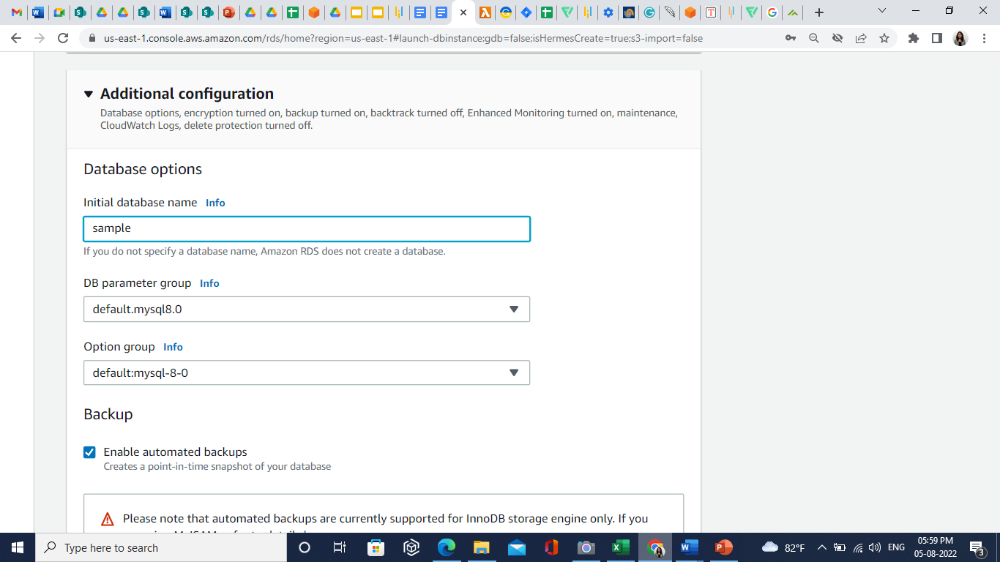 us-east-1.console.aws.amazon.com/rds/home?region=us-east-1#launch-dbinstance:gdb=false;isHermesCreate=true;s3-import=false
Additional configuration
Database options, encryption turned on, backup turned on, backtrack turned off, Enhanced Monitoring turned on, maintenance,
CloudWatch Logs, delete protection turned off.
Database options
Initial database name Info
sample
If you do not specify a database name, Amazon RDS does not create a database.
DB parameter group Info
default.mysql8.0
Option group Info
default:mysql-8-0
Backup
Enable automated backups
Creates a point-in-time snapshot of your database
Please note that automated backups are currently supported for InnoDB storage engine only. If you
Type here to search
82°F
ENG
05:59 PM
05-08-2022
3